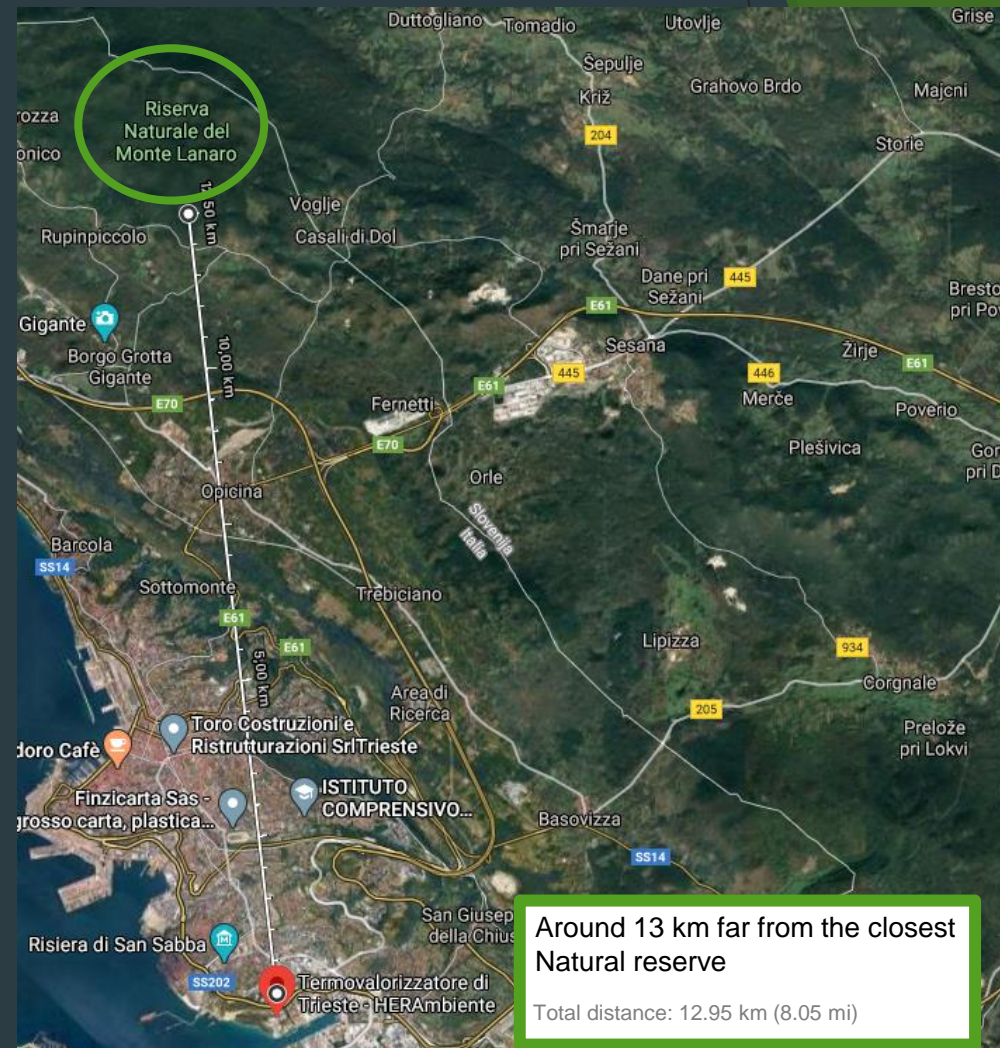 Duttogliano
Tomadio
Utovlje
Grise
Šepulje
Križ
Grahovo Brdo
Majcni
204
Storie
Riserva
Naturale del
Monte Lanaro
rozza
onico
50 km
Voglje
Rupinpiccolo
Casali di Dol
Šmarje
pri Sežani
Dane pri
Sežani
445
Bresto
pri Pov
E61
Gigante
Borgo Grotta
Gigante
10,00 km
Sesana
445
446
Žirje
E61
Merče
Poverio
E61
E70
Fernetti
E70
Plešivica
Gor
pri D
Opicina
Orle
Slovenija
Italia
Barcola
SS14
Sottomonte
Trebiciano
E61
E61
5,00 km
Lipizza
934
Corgnale
Area di
Ricerca
205
Prelože
pri Lokvi
Toro Costruzioni e
Ristrutturazioni SrlTrieste
doro Cafè
ISTITUTO
COMPRENSIVO...
Finzicarta Sas -
grosso carta, plastica...
Basovizza
SS14
San Giusep
della Chius
Risiera di San Sabba
SS202
Termovalorizzatore di
Trieste - HERAmbiente
Around 13 km far from the closest
Natural reserve
Total distance: 12.95 km (8.05 mi)